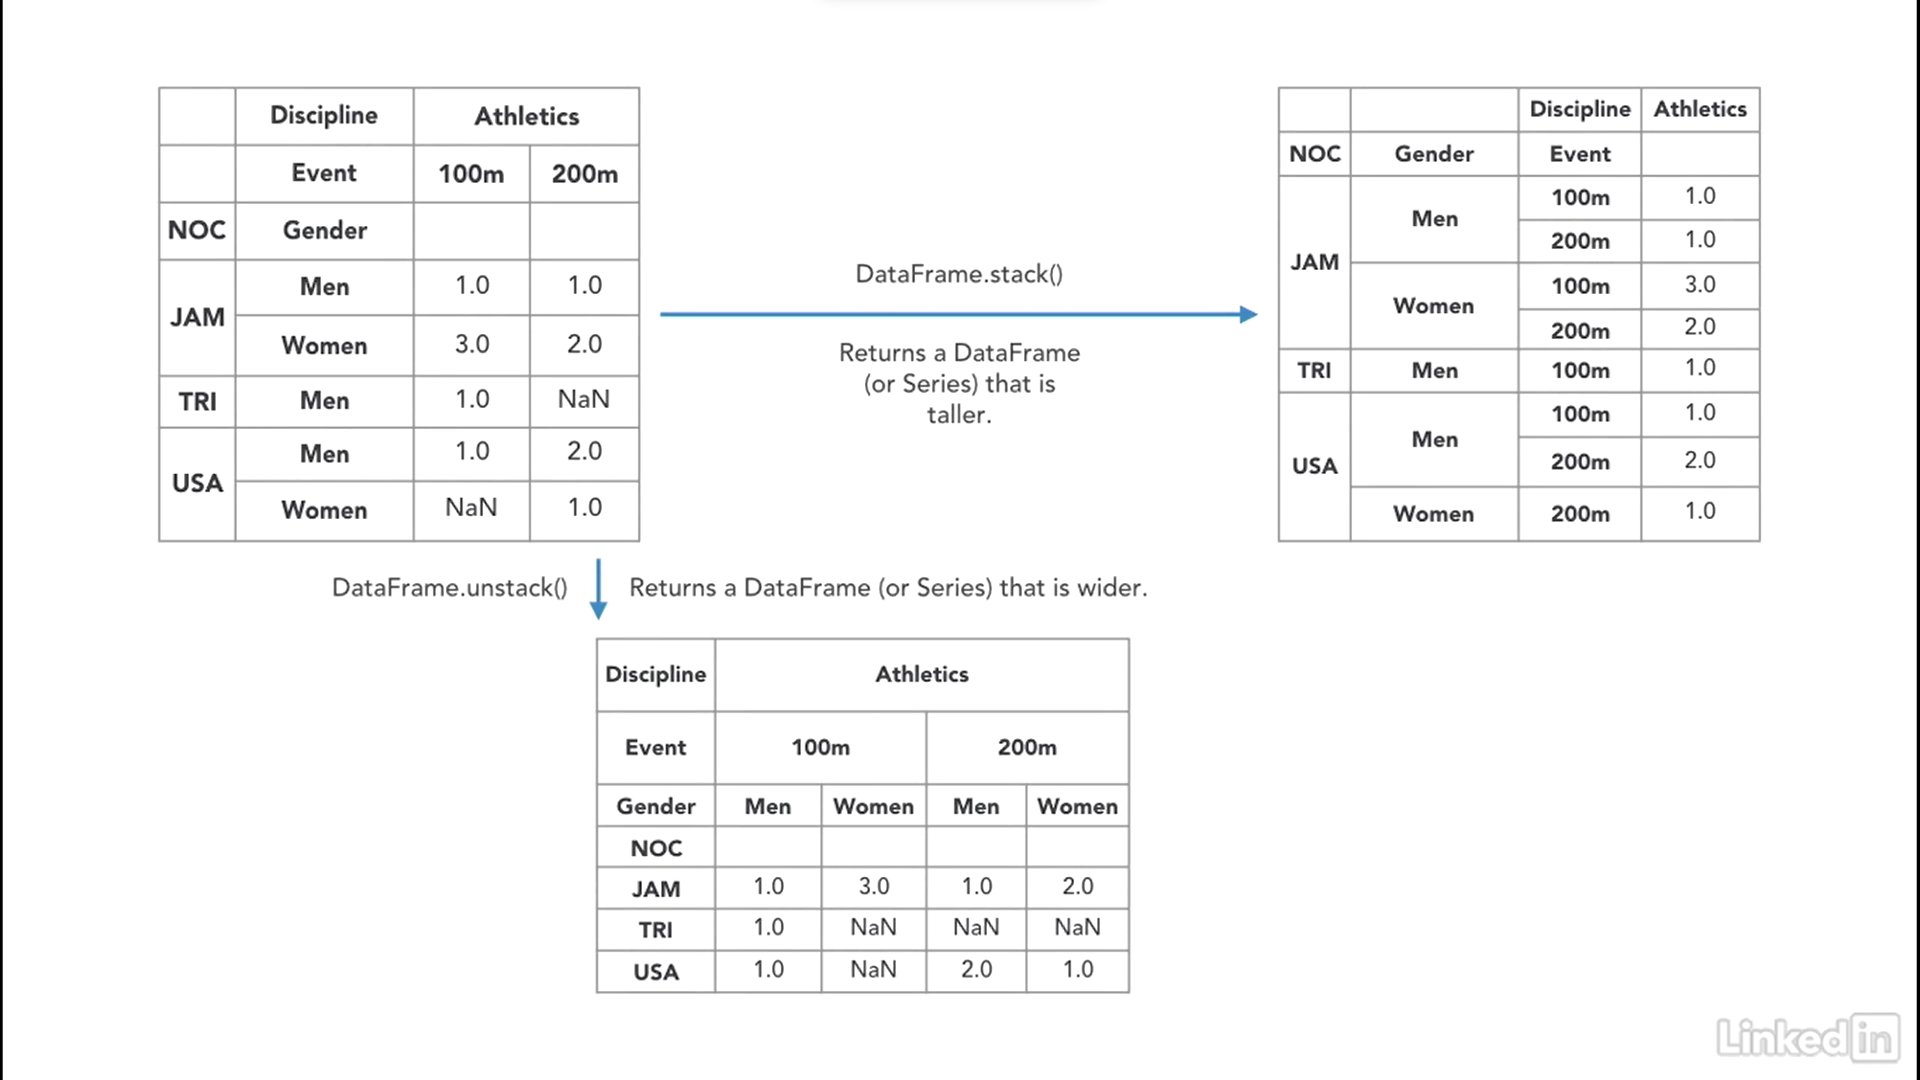 Discipline Athletics
Event 100m 200m
NOC Gender
JAM Men 1.0 1.0
Women 3.0 2.0
TRI Men 1.0 NaN
USA Men 1.0 2.0
Women NaN 1.0
DataFrame.stack()
Returns a DataFrame
(or Series) that is
taller.
Discipline Athletics
NOC Gender Event
JAM Men 100m 1.0
200m 1.0
Women 100m 3.0
200m 2.0
TRI Men 100m 1.0
USA Men 100m 1.0
200m 2.0
Women 200m 1.0
DataFrame.unstack()
Returns a DataFrame (or Series) that is wider.
Discipline Athletics
Event 100m 200m
Gender Men Women Men Women
NOC
JAM 1.0 3.0 1.0 2.0
TRI 1.0 NaN NaN NaN
USA 1.0 NaN 2.0 1.0
Linked in